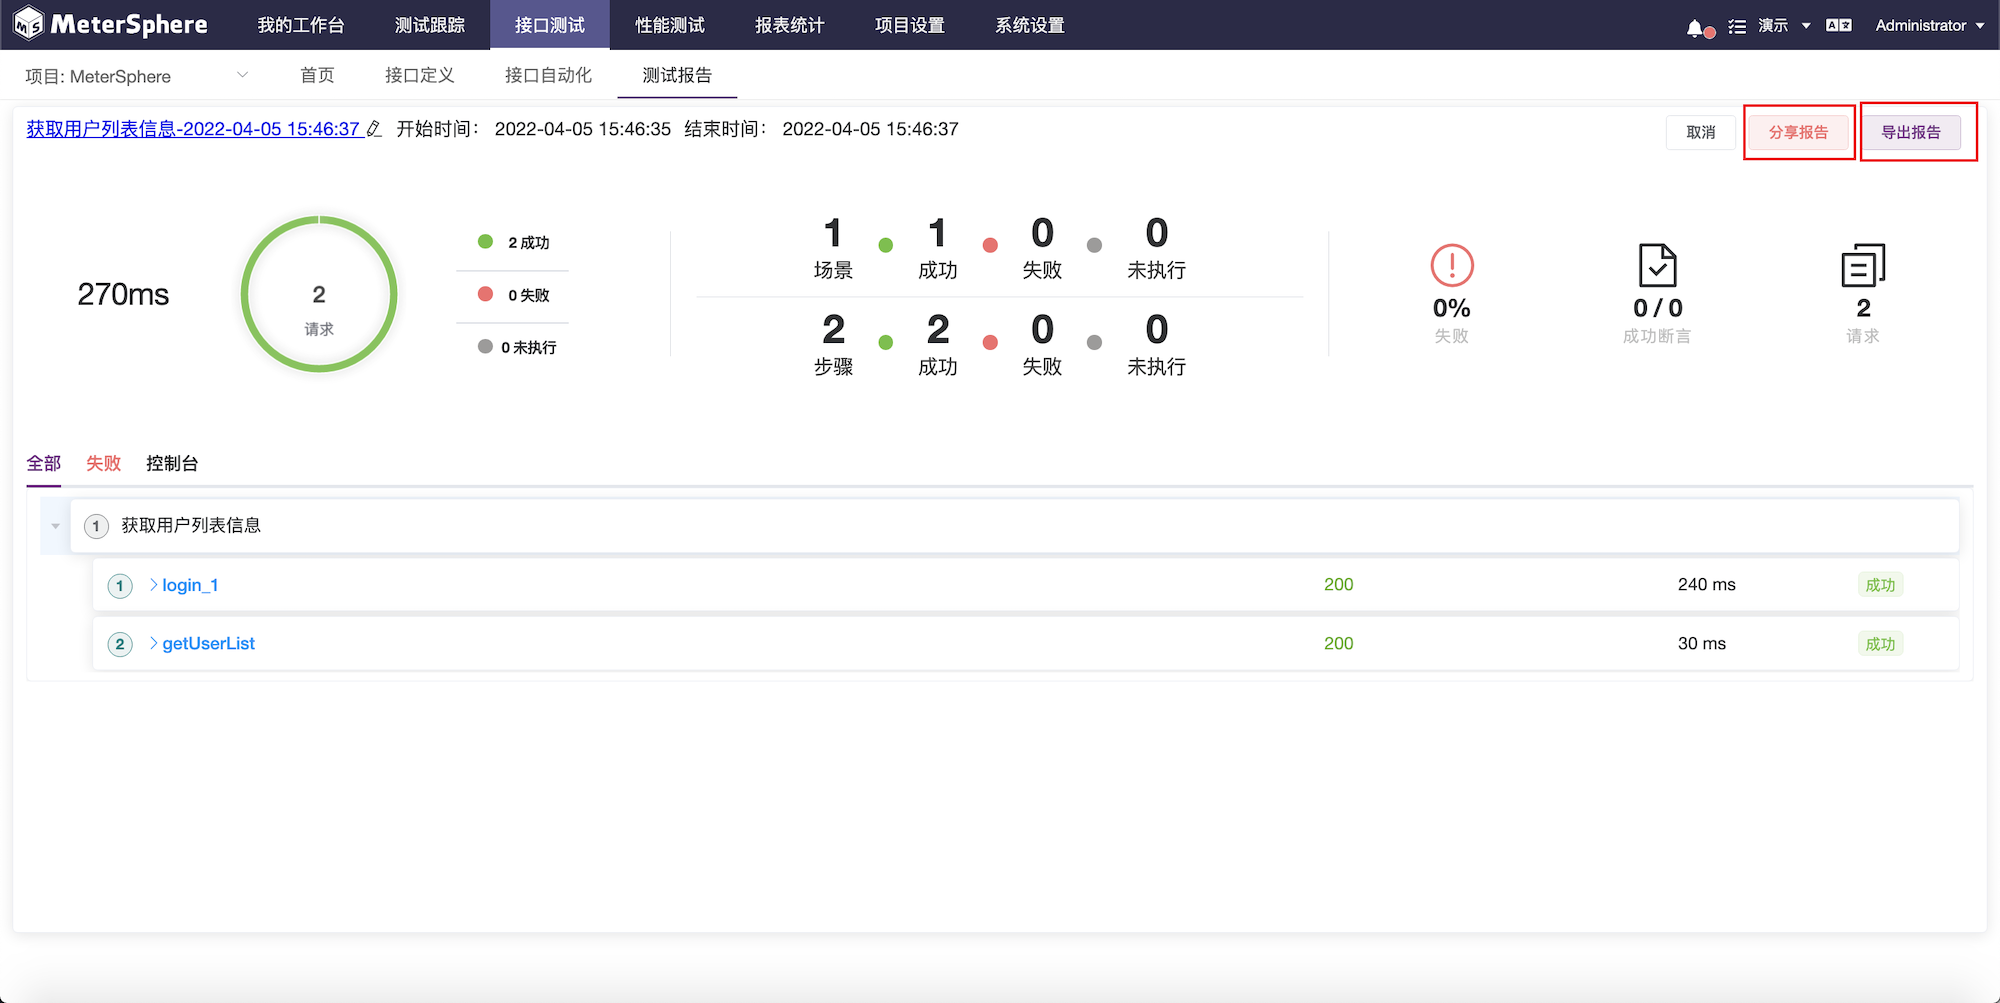 MeterSphere 我的工作台 测试跟踪 接口测试 性能测试 报表统计 项目设置 系统设置 演示 Administrator
项目: MeterSphere 首页 接口定义 接口自动化 测试报告
获取用户列表信息-2022-04-05 15:46:37 开始时间： 2022-04-05 15:46:35 结束时间： 2022-04-05 15:46:37 取消 分享报告 导出报告
270ms
2
请求
2 成功
0 失败
0 未执行
1 1 0 0
场景 成功 失败 未执行
2 2 0 0
步骤 成功 失败 未执行
0% 0 / 0 2
失败 成功断言 请求
全部 失败 控制台
1 获取用户列表信息
1 login_1 200 240 ms 成功
2 getUserList 200 30 ms 成功